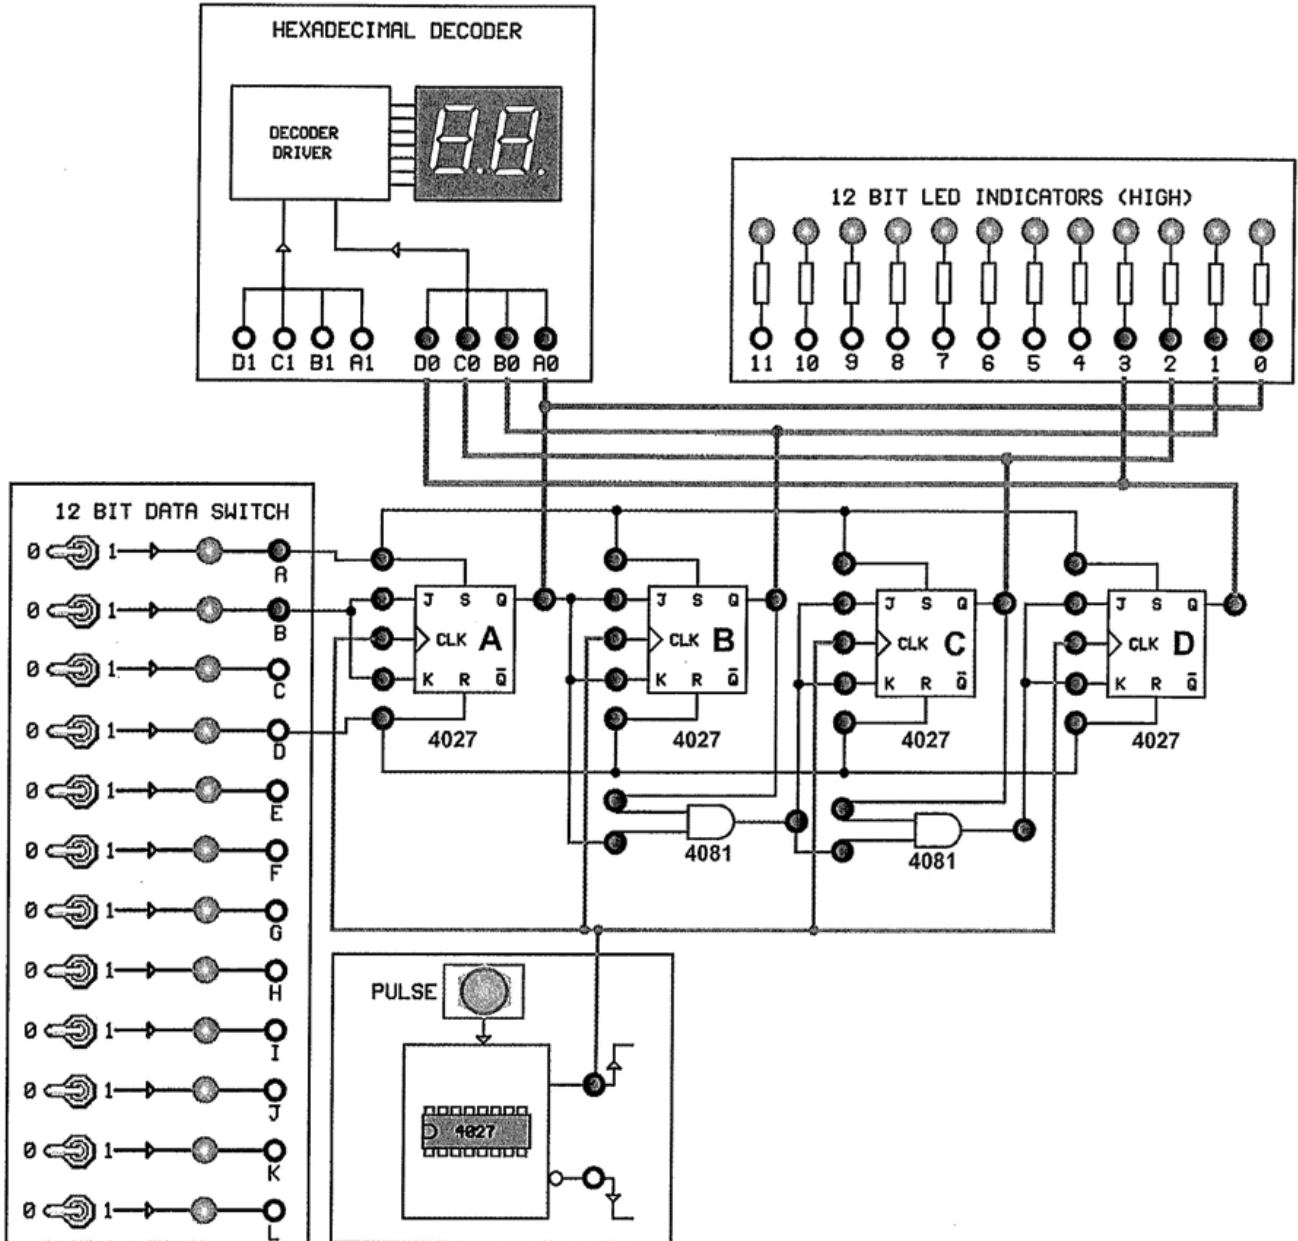 HEXADECIMAL DECODER
DECODER
DRIVER
8.8.
D1 C1 B1 A1 D0 C0 B0 A0
12 BIT LED INDICATORS (HIGH)
11 10 9 8 7 6 5 4 3 2 1 0
12 BIT DATA SWITCH
0 1 A
0 1 B
0 1 C
0 1 D
0 1 E
0 1 F
0 1 G
0 1 H
0 1 I
0 1 J
0 1 K
0 1 L
J S Q
CLK A
K R Q̅
4027
J S Q
CLK B
K R Q̅
4027
J S Q
CLK C
K R Q̅
4027
J S Q
CLK D
K R Q̅
4027
4081
4081
PULSE
4027